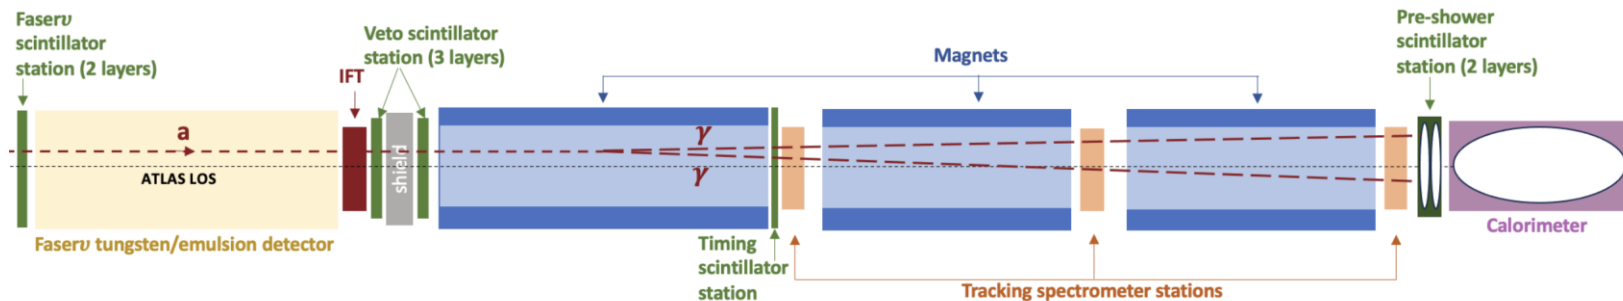 Faserν
scintillator
station (2 layers)
Veto scintillator
station (3 layers)
IFT
Magnets
Pre-shower
scintillator
station (2 layers)
a
γ
γ
shield
ATLAS LOS
Faserν tungsten/emulsion detector
Timing
scintillator
station
Tracking spectrometer stations
Calorimeter